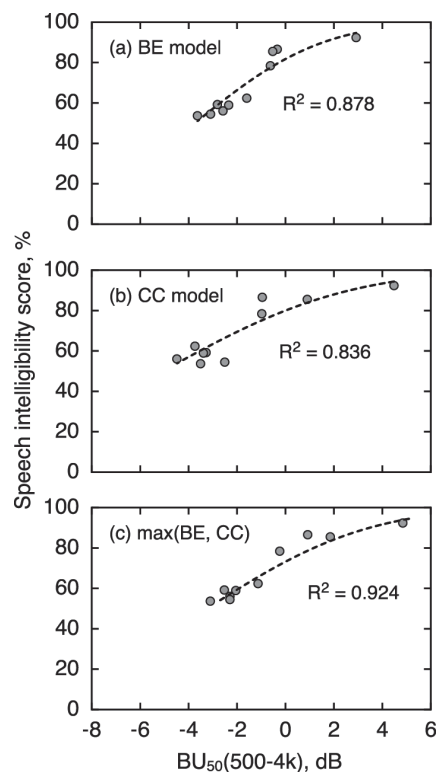 Speech intelligibility score, %
100
(a) BE model
80
60
R² = 0.878
40
20
0
100
(b) CC model
80
60
R² = 0.836
40
20
0
100
(c) max(BE, CC)
80
60
R² = 0.924
40
20
0
-8 -6 -4 -2 0 2 4 6
BU₅₀(500-4k), dB